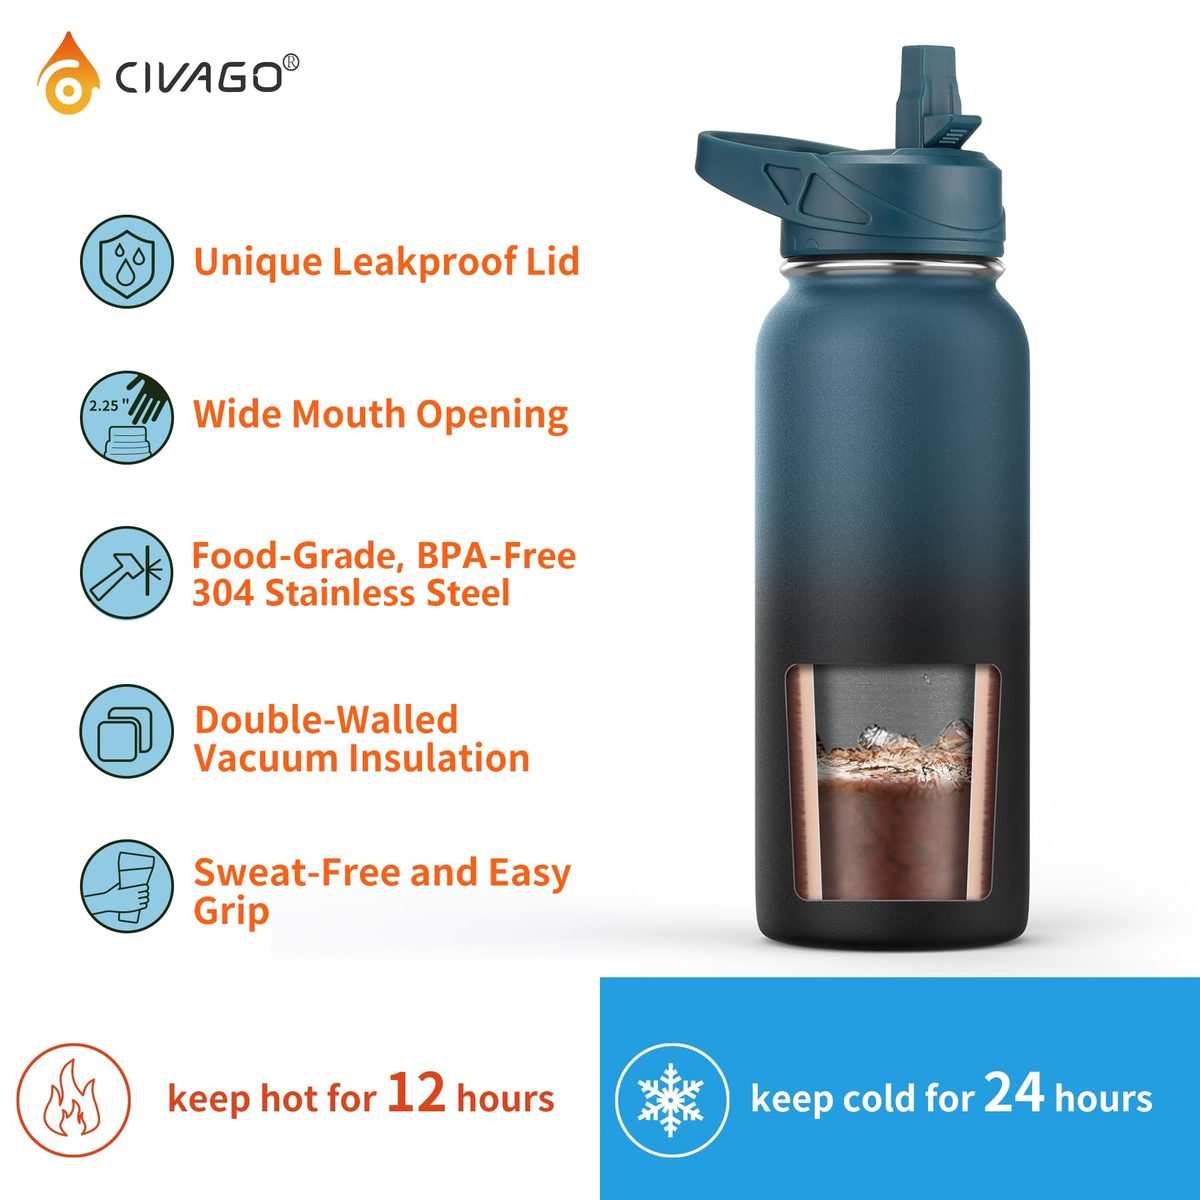 CIVAGO®
Unique Leakproof Lid
2.25"
Wide Mouth Opening
Food-Grade, BPA-Free
304 Stainless Steel
Double-Walled
Vacuum Insulation
Sweat-Free and Easy
Grip
keep hot for 12 hours
keep cold for 24 hours